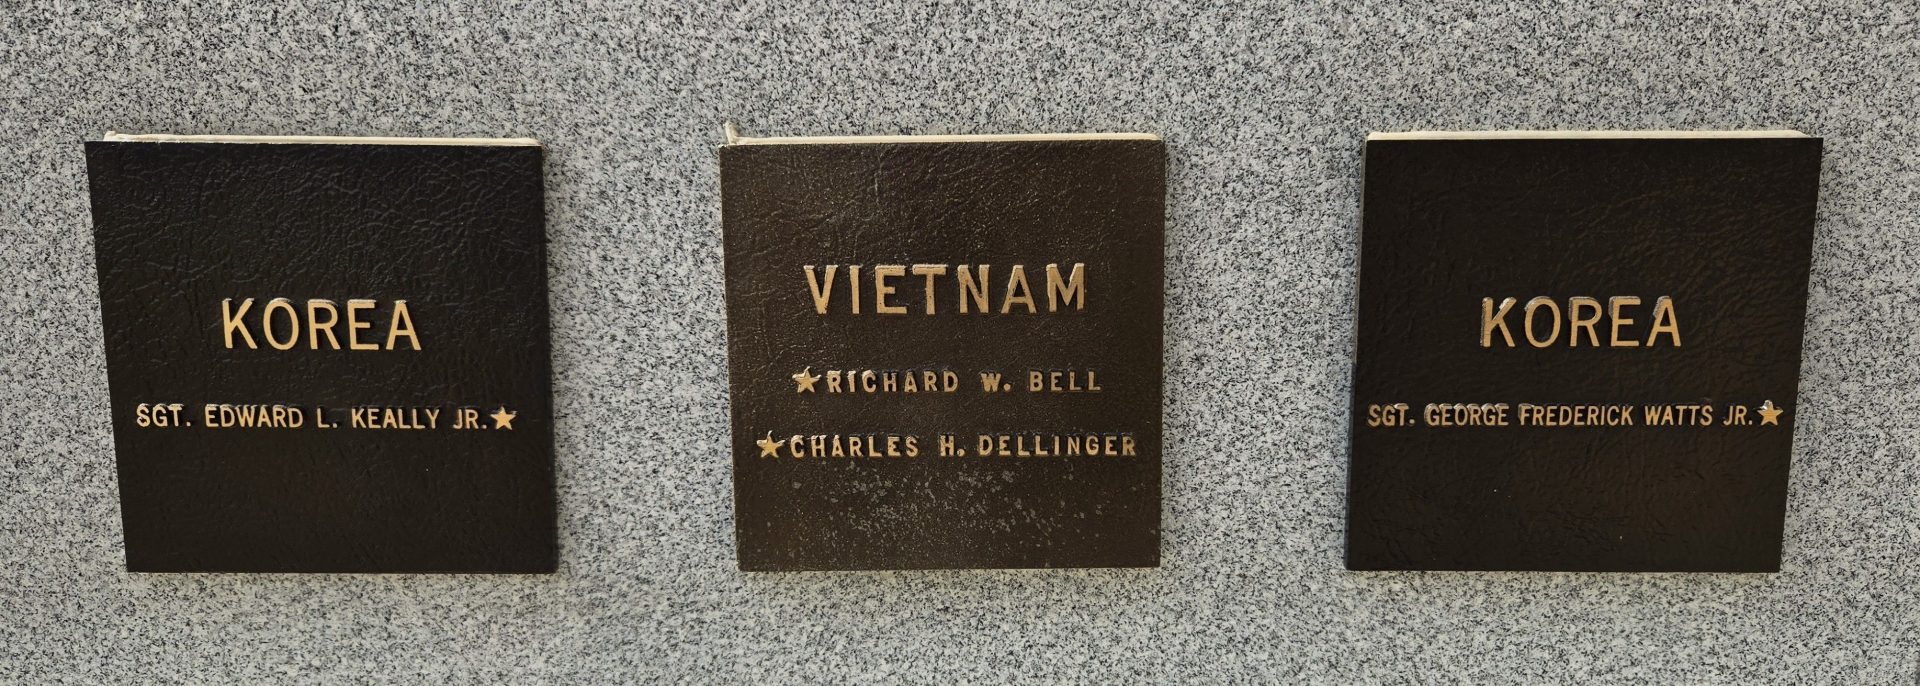 KOREA
SGT. EDWARD L. KEALLY JR.★
VIETNAM
★RICHARD W. BELL
★CHARLES H. DELLINGER
KOREA
SGT. GEORGE FREDERICK WATTS JR.★